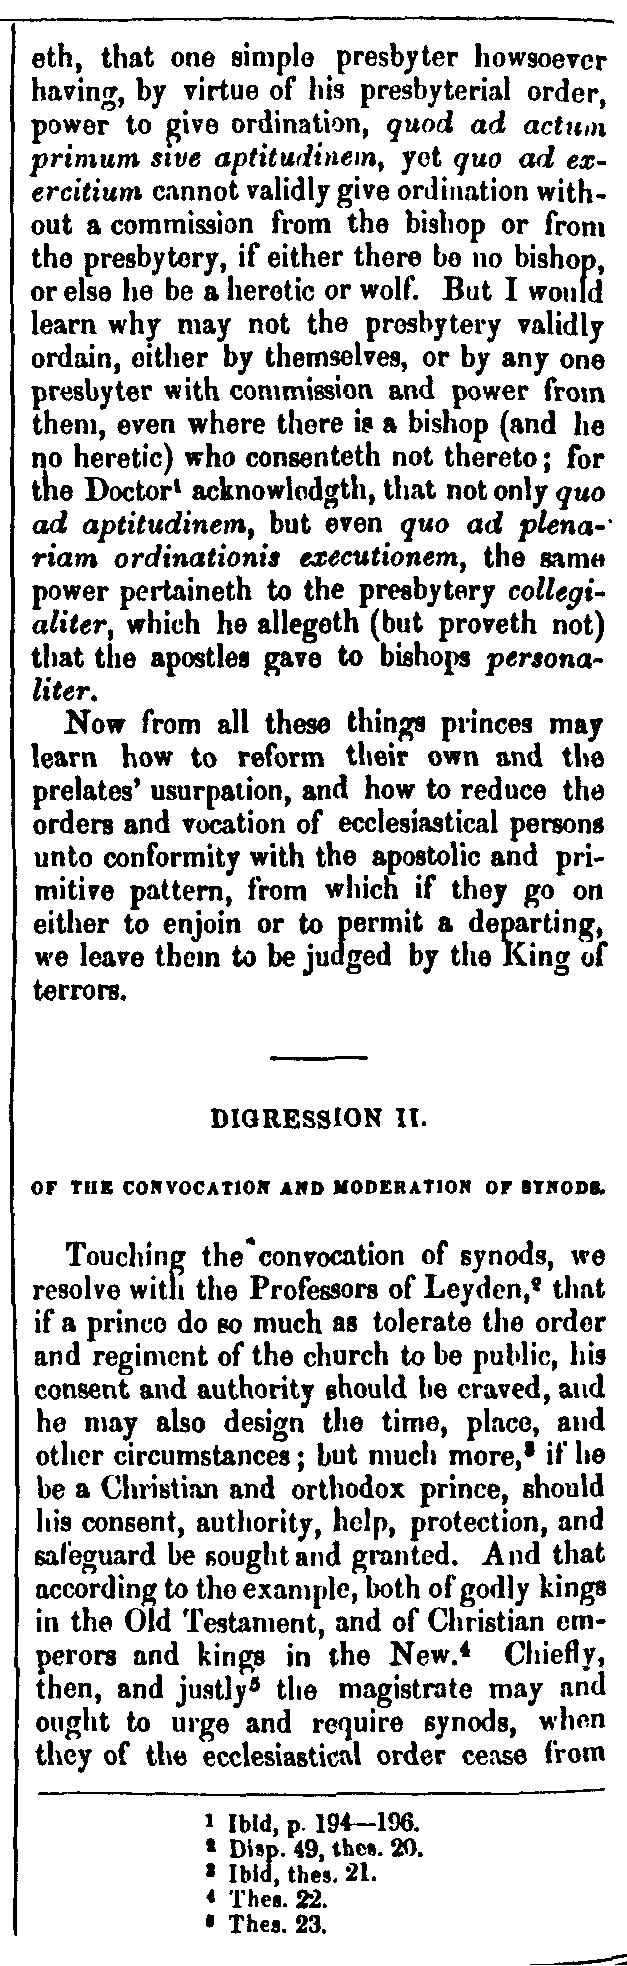 eth, that one simple presbyter howsoever
having, by virtue of his presbyterial order,
power to give ordination, quod ad actum
primum sive aptitudinem, yet quo ad ex-
ercitium cannot validly give ordination with-
out a commission from the bishop or from
the presbytery, if either there be no bishop,
or else he be a heretic or wolf. But I would
learn why may not the presbytery validly
ordain, either by themselves, or by any one
presbyter with commission and power from
them, even where there is a bishop (and he
no heretic) who consenteth not thereto; for
the Doctor¹ acknowledgth, that not only quo
ad aptitudinem, but even quo ad plena-
riam ordinationis executionem, the same
power pertaineth to the presbytery collegi-
aliter, which he allegeth (but proveth not)
that the apostles gave to bishops persona-
liter.
Now from all these things princes may
learn how to reform their own and the
prelates' usurpation, and how to reduce the
orders and vocation of ecclesiastical persons
unto conformity with the apostolic and pri-
mitive pattern, from which if they go on
either to enjoin or to permit a departing,
we leave them to be judged by the King of
terrors.
DIGRESSION II.
OF THE CONVOCATION AND MODERATION OF SYNODS.
Touching the convocation of synods, we
resolve with the Professors of Leyden,² that
if a prince do so much as tolerate the order
and regiment of the church to be public, his
consent and authority should be craved, and
he may also design the time, place, and
other circumstances; but much more,³ if he
be a Christian and orthodox prince, should
his consent, authority, help, protection, and
safeguard be sought and granted. And that
according to the example, both of godly kings
in the Old Testament, and of Christian em-
perors and kings in the New.⁴ Chiefly,
then, and justly⁵ the magistrate may and
ought to urge and require synods, when
they of the ecclesiastical order cease from
¹ Ibid, p. 194—196.
² Disp. 49, thes. 20.
³ Ibid, thes. 21.
⁴ Thes. 22.
⁵ Thes. 23.